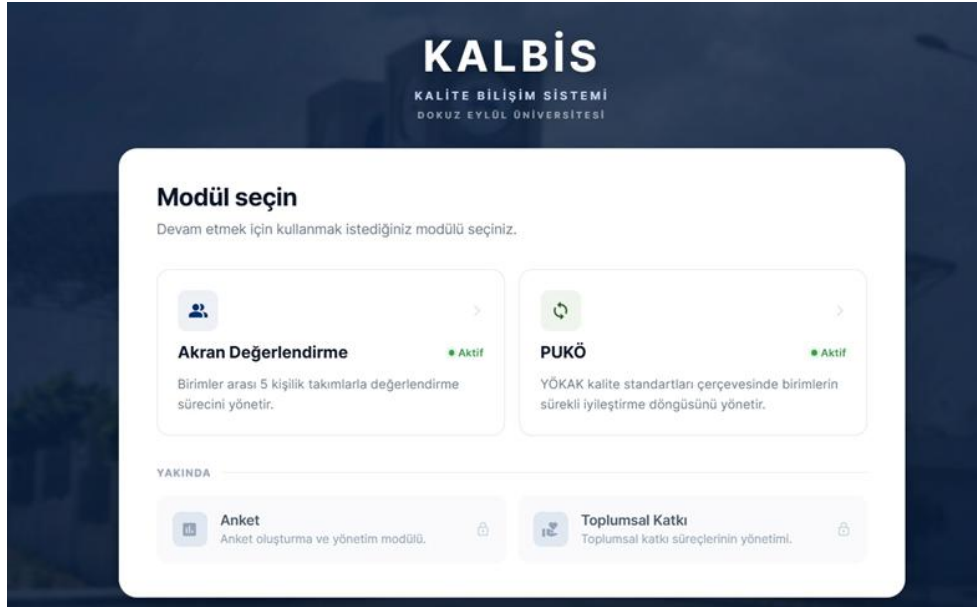 KALBİS
KALİTE BİLİŞİM SİSTEMİ
DOKUZ EYLÜL ÜNİVERSİTESİ
Modül seçin
Devam etmek için kullanmak istediğiniz modülü seçiniz.
Akran Değerlendirme
Aktif
Birimler arası 5 kişilik takımlarla değerlendirme
sürecini yönetir.
PUKÖ
Aktif
YÖKAK kalite standartları çerçevesinde birimlerin
sürekli iyileştirme döngüsünü yönetir.
YAKINDA
Anket
Anket oluşturma ve yönetim modülü.
Toplumsal Katkı
Toplumsal katkı süreçlerinin yönetimi.